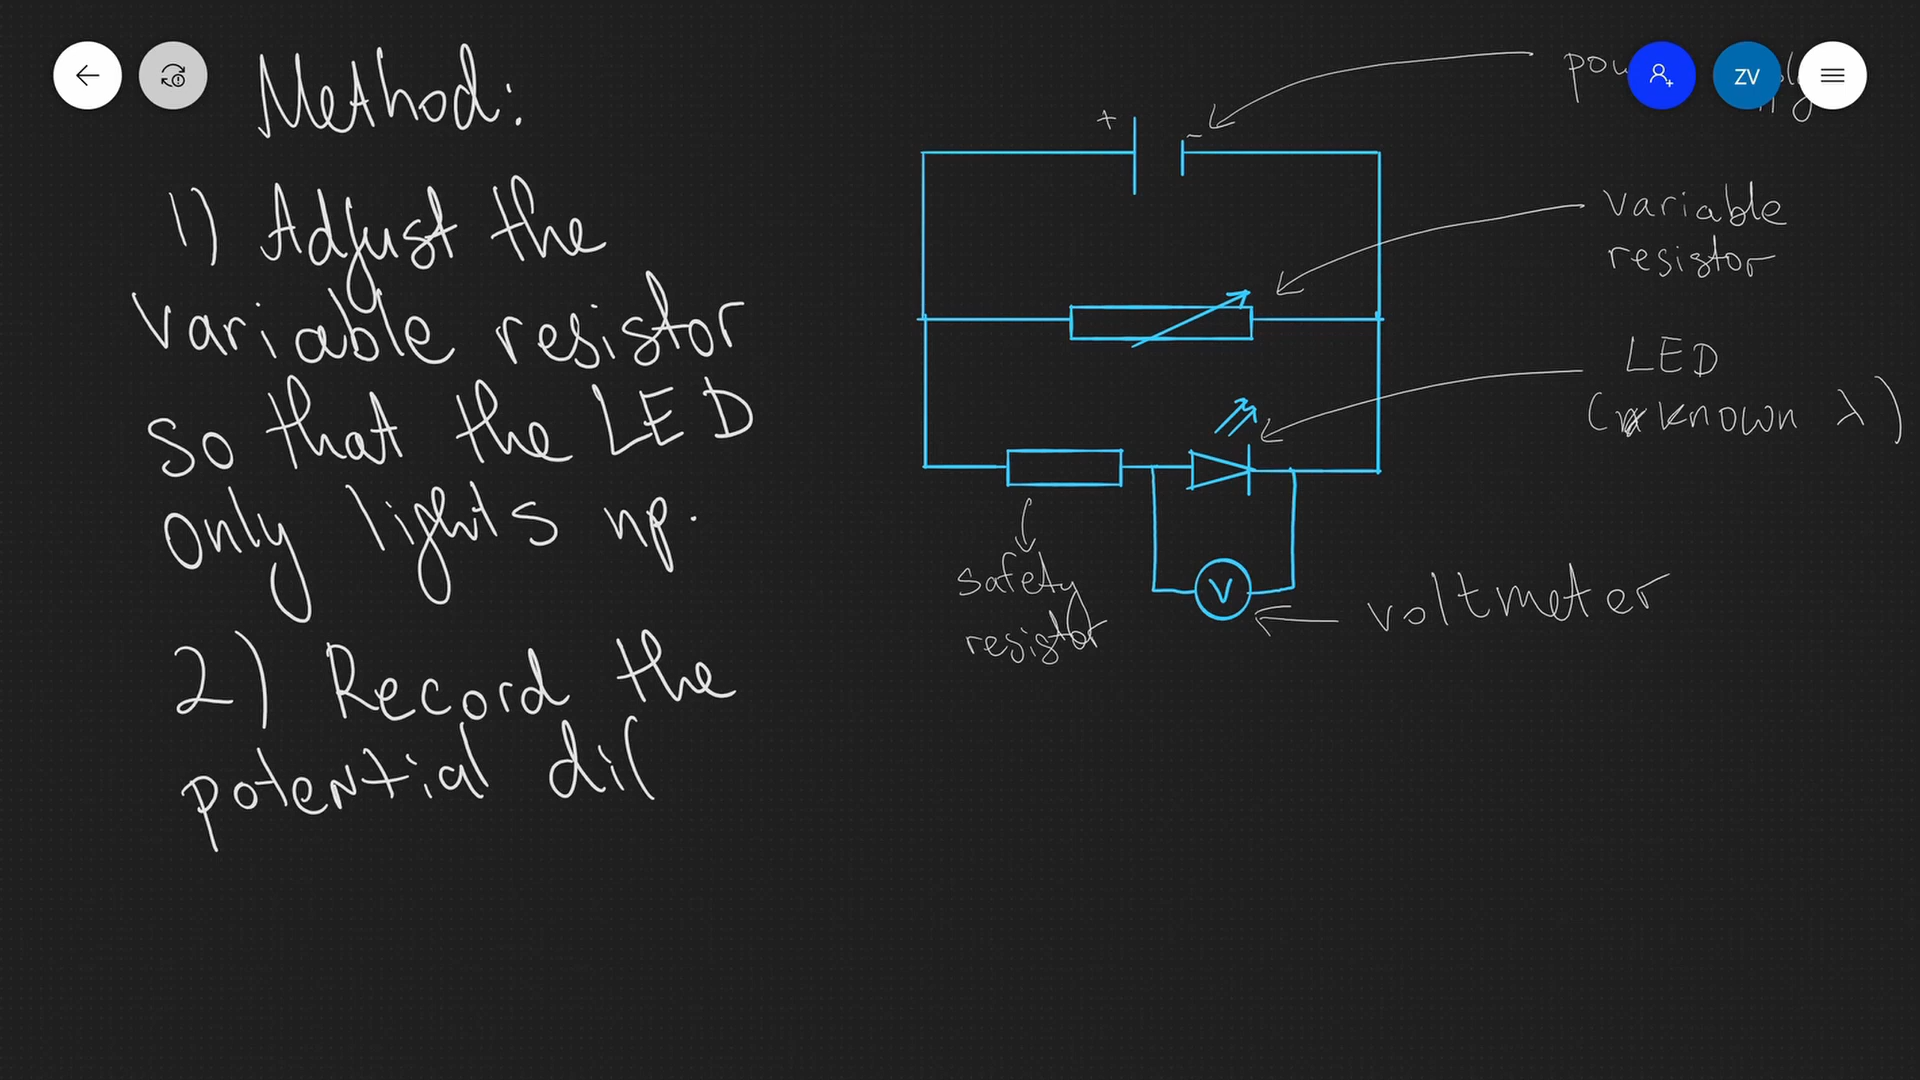 Method:
1) Adjust the
variable resistor
so that the LED
only lights up.
2) Record the
potential dif
+
-
ZV
variable
resistor
LED
(known λ)
safety
resistor
V
voltmeter